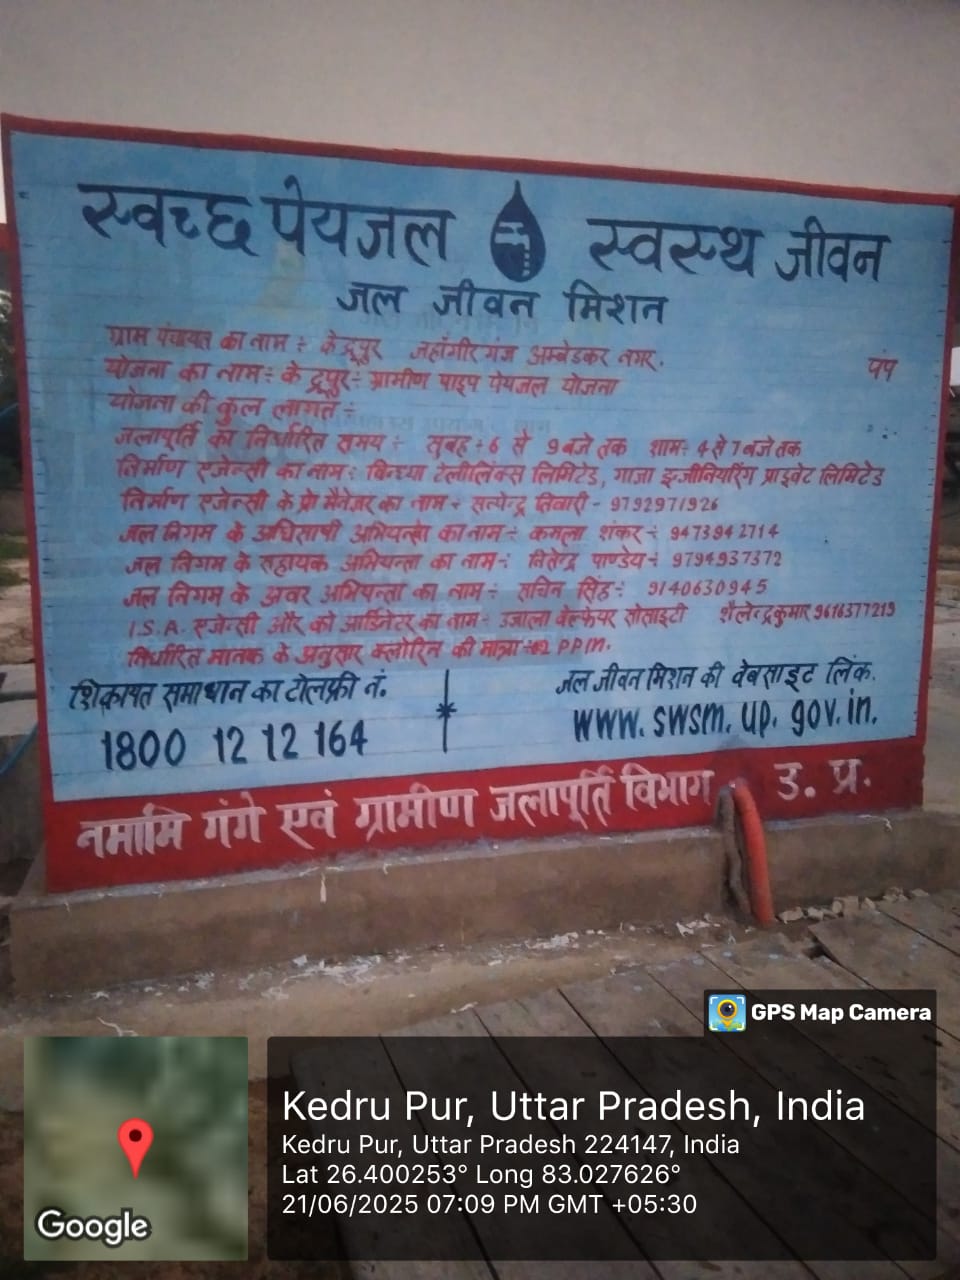 स्वच्छ पेयजल स्वस्थ जीवन
जल जीवन मिशन
ग्राम पंचायत का नाम ÷ केद्रूपुर जहाँगीरगंज अम्बेडकर नगर.
पंप
योजना का नाम÷ केद्रूपुर÷ ग्रामीण पाइप पेयजल योजना
योजना की कुल लागत ÷
जलापूर्ति का निर्धारित समय ÷ सुबह ÷ 6 से 9 बजे तक शाम÷ 4 से 7 बजे तक
निर्माण एजेन्सी का नाम ÷ विन्ध्या टेलीलिंक्स लिमिटेड, गाजा इन्जीनियरिंग प्राइवेट लिमिटेड
निर्माण एजेन्सी के प्रो मैनेजर का नाम ÷ सत्येन्द्र तिवारी - 9792971926
जल निगम के अधिशाषी अभियन्ता का नाम÷ कमला शंकर ÷ 9473942714
जल निगम के सहायक अभियन्ता का नाम÷ नितेन्द्र पाण्डेय÷ 9794937372
जल निगम के अवर अभियन्ता का नाम ÷ सचिन सिंह÷ 9140630945
I.S.A. एजेन्सी और को आर्डिनेटर का नाम÷ उजाला वेल्फेयर सोसाइटी शैलेन्द्र कुमार 9616377219
निर्धारित मानक के अनुसार क्लोरिन की मात्रा PPM.
शिकायत समाधान का टोलफ्री नं.
1800 12 12 164
जल जीवन मिशन की वेबसाइट लिंक.
www.swsm.up.gov.in.
नमामि गंगे एवं ग्रामीण जलापूर्ति विभाग उ. प्र.
GPS Map Camera
Kedru Pur, Uttar Pradesh, India
Kedru Pur, Uttar Pradesh 224147, India
Lat 26.400253° Long 83.027626°
21/06/2025 07:09 PM GMT +05:30
Google